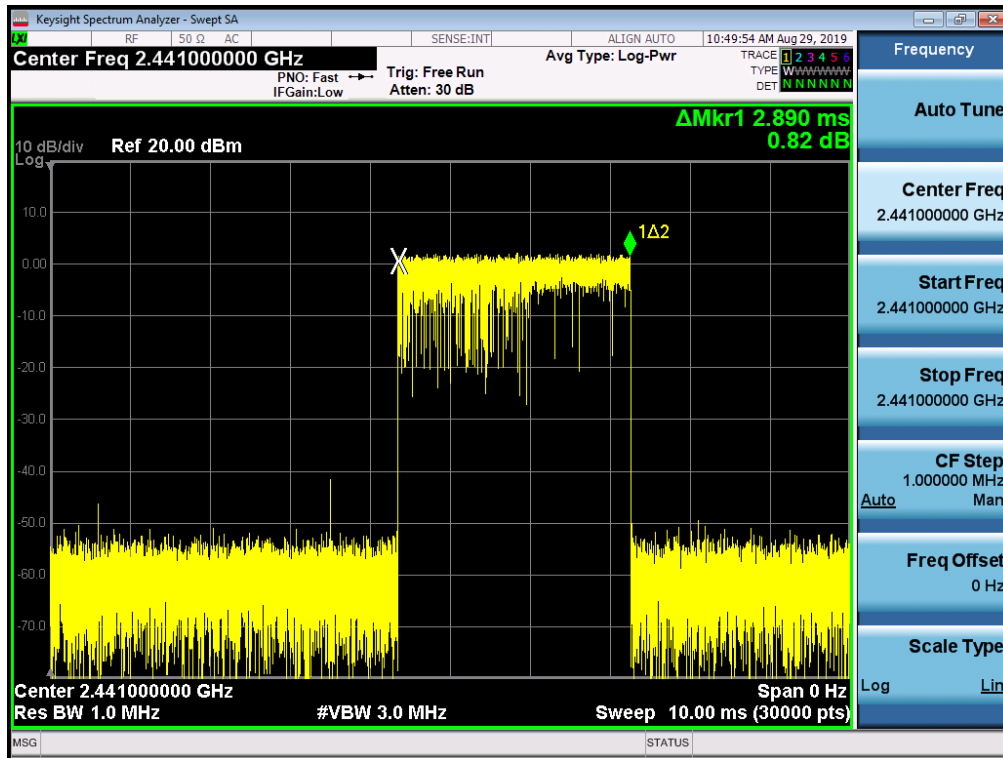 Keysight Spectrum Analyzer - Swept SA
LXI RF 50 Ω AC SENSE:INT ALIGN AUTO 10:49:54 AM Aug 29, 2019
Center Freq 2.441000000 GHz
PNO: Fast
IFGain:Low
Trig: Free Run
Atten: 30 dB
Avg Type: Log-Pwr
TRACE 1 2 3 4 5 6
TYPE WWWWWW
DET N N N N N N
ΔMkr1 2.890 ms
0.82 dB
10 dB/div Ref 20.00 dBm
Log
1Δ2
10.0
0.00
-10.0
-20.0
-30.0
-40.0
-50.0
-60.0
-70.0
Center 2.441000000 GHz Span 0 Hz
Res BW 1.0 MHz #VBW 3.0 MHz Sweep 10.00 ms (30000 pts)
MSG STATUS
Frequency
Auto Tune
Center Freq
2.441000000 GHz
Start Freq
2.441000000 GHz
Stop Freq
2.441000000 GHz
CF Step
1.000000 MHz
Auto Man
Freq Offset
0 Hz
Scale Type
Log Lin